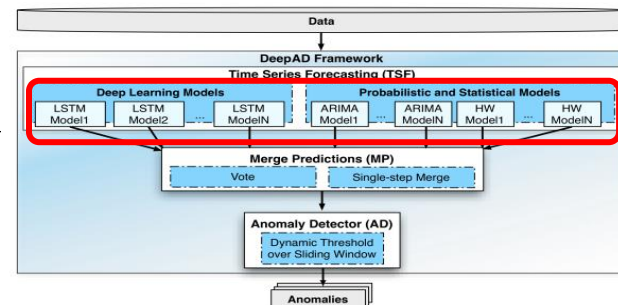 Data
DeepAD Framework
Time Series Forecasting (TSF)
Deep Learning Models
Probabilistic and Statistical Models
LSTM Model1
LSTM Model2
...
LSTM ModelN
ARIMA Model1
...
ARIMA ModelN
HW Model1
...
HW ModelN
Merge Predictions (MP)
Vote
Single-step Merge
Anomaly Detector (AD)
Dynamic Threshold
over Sliding Window
Anomalies